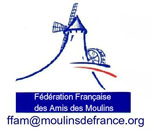 Fédération Française
des Amis des Moulins
ffam@moulinsdefrance.org